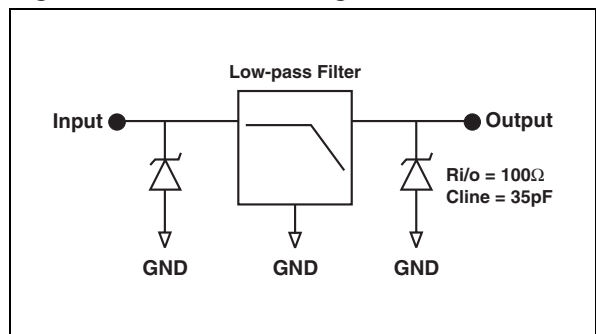 Low-pass Filter
Input
Output
Ri/o = 100Ω
Cline = 35pF
GND
GND
GND